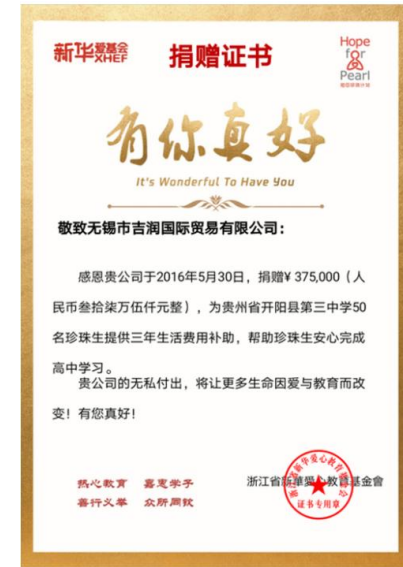 新华爱基会
XHEF
捐赠证书
Hope
for
Pearl
有你真好
It's Wonderful To Have You
敬致无锡市吉润国际贸易有限公司：
感恩贵公司于2016年5月30日，捐赠¥ 375,000（人
民币叁拾柒万伍仟元整），为贵州省开阳县第三中学50
名珍珠生提供三年生活费用补助，帮助珍珠生安心完成
高中学习。
贵公司的无私付出，将让更多生命因爱与教育而改
变！有您真好！
热心教育 嘉惠学子
善行义举 众所周钦
浙江省新華愛心教育基金會
证书专用章